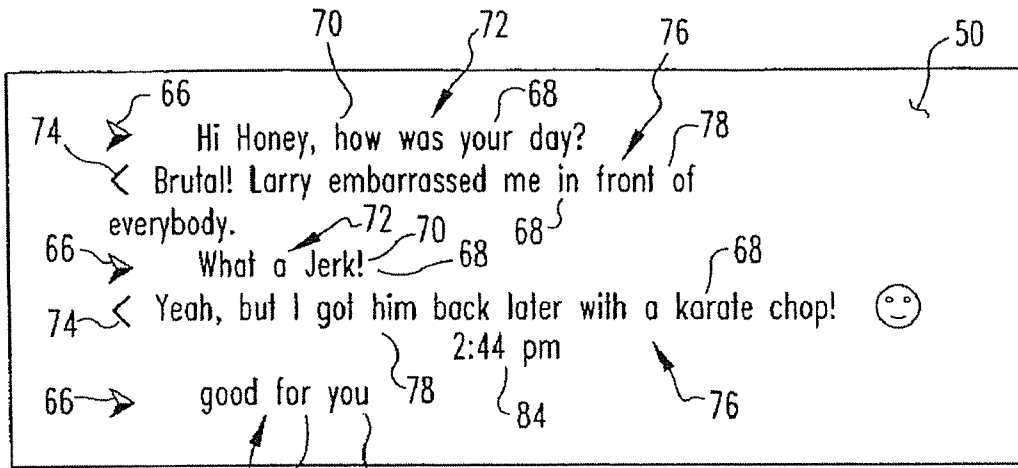 70 72 76 50
66 68
74 Hi Honey, how was your day? 78
Brutal! Larry embarrassed me in front of
everybody. 72 70 68
66 What a Jerk! 68 68
Yeah, but I got him back later with a karate chop!
74 2:44 pm
66 good for you 78 84 76